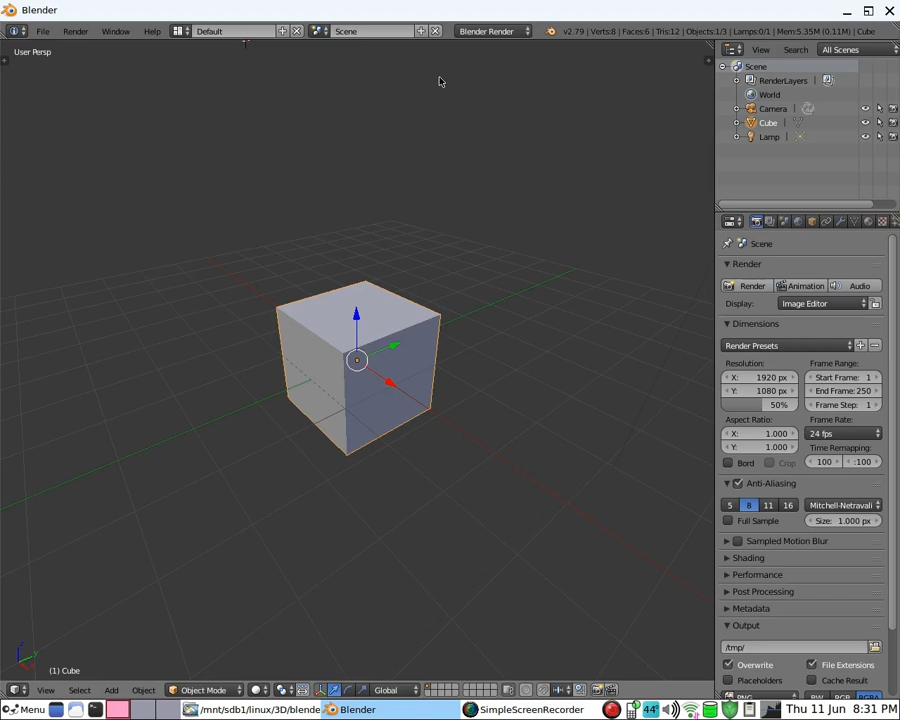 Blender
File Render Window Help Default Scene Blender Render v2.79 | Verts:8 | Faces:6 | Tris:12 | Objects:1/3 | Lamps:0/1 | Mem:5.35M (0.11M) | Cube
User Persp
View Search All Scenes
Scene
RenderLayers
World
Camera
Cube
Lamp
Scene
Render
Render Animation Audio
Display: Image Editor
Dimensions
Render Presets
Resolution: Frame Range:
X: 1920 px Start Frame: 1
Y: 1080 px End Frame: 250
50% Frame Step: 1
Aspect Ratio: Frame Rate:
X: 1.000 24 fps
Y: 1.000 Time Remapping:
Bord Crop 100 :100
Anti-Aliasing
5 8 11 16 Mitchell-Netravali
Full Sample Size: 1.000 px
Sampled Motion Blur
Shading
Performance
Post Processing
Metadata
Output
/tmp/
Overwrite File Extensions
Placeholders Cache Result
PNG BW RGB RGBA
z y
(1) Cube
View Select Add Object Object Mode Global
Menu /mnt/sdb1/linux/3D/blende Blender SimpleScreenRecorder 44° Thu 11 Jun 8:31 PM